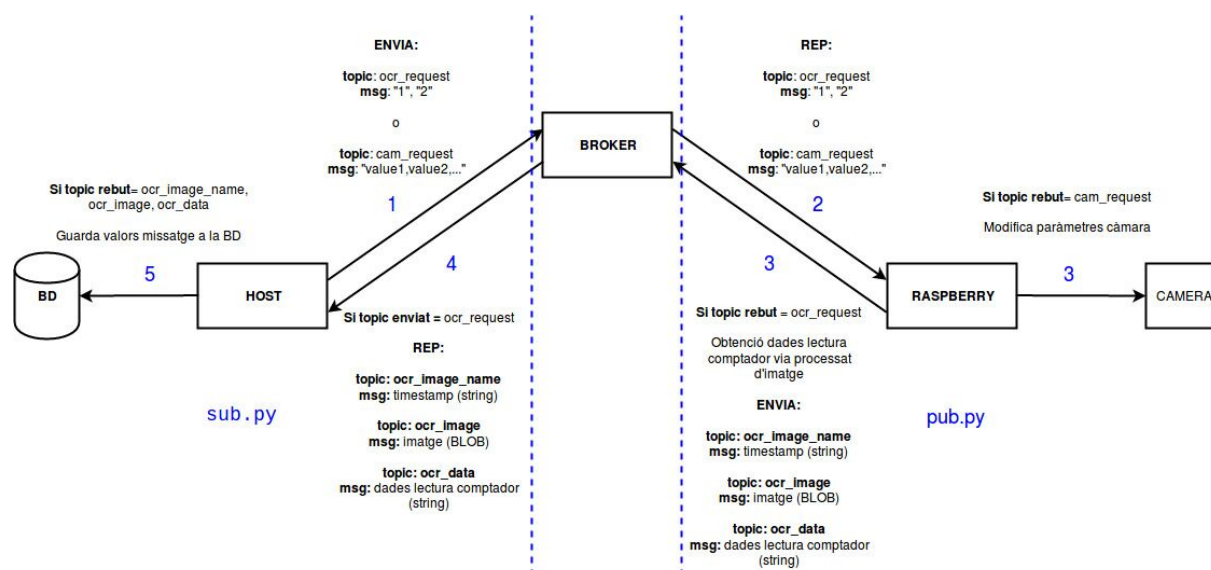 ENVIA:
topic: ocr_request
msg: "1", "2"
o
topic: cam_request
msg: "value1,value2,..."
REP:
topic: ocr_request
msg: "1", "2"
o
topic: cam_request
msg: "value1,value2,..."
BROKER
Si topic rebut= ocr_image_name,
ocr_image, ocr_data
Guarda valors missatge a la BD
1
2
Si topic rebut= cam_request
Modifica paràmetres càmara
5
4
3
3
BD
HOST
RASPBERRY
CAMERA
Si topic enviat = ocr_request
REP:
topic: ocr_image_name
msg: timestamp (string)
topic: ocr_image
msg: imatge (BLOB)
topic: ocr_data
msg: dades lectura comptador
(string)
Si topic rebut = ocr_request
Obtenció dades lectura
comptador via processat
d'imatge
ENVIA:
topic: ocr_image_name
msg: timestamp (string)
topic: ocr_image
msg: imatge (BLOB)
topic: ocr_data
msg: dades lectura comptador
(string)
sub.py
pub.py